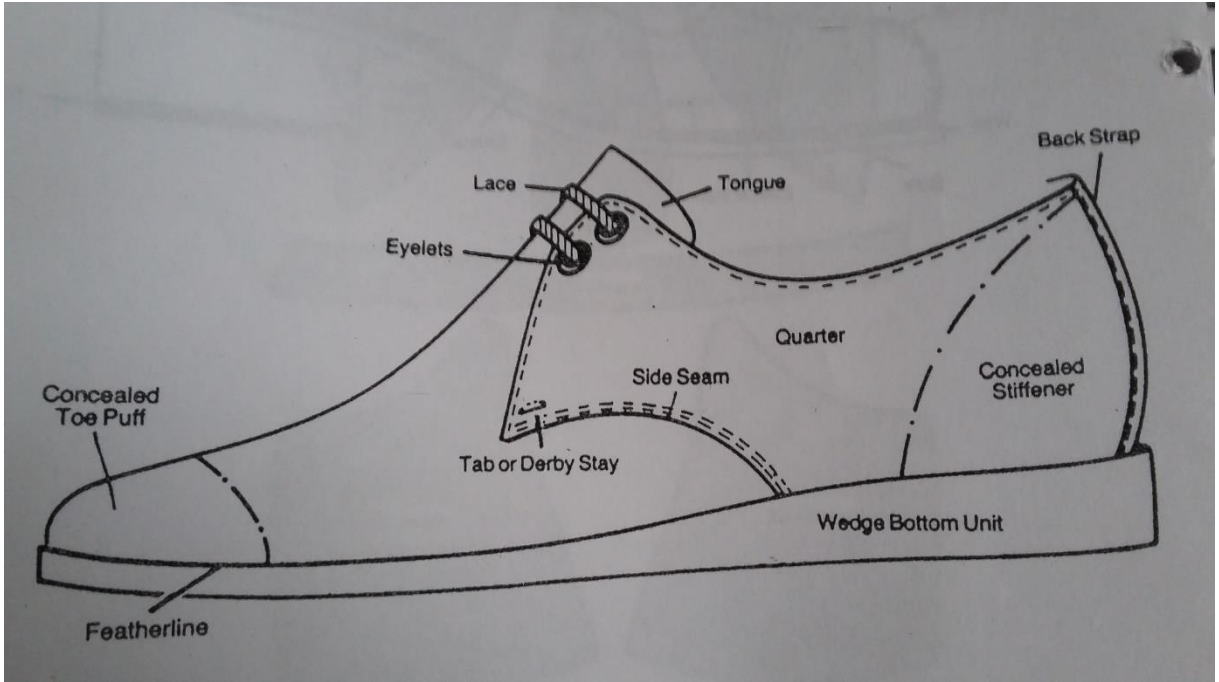 Back Strap
Lace
Tongue
Eyelets
Quarter
Side Seam
Concealed
Stiffener
Concealed
Toe Puff
Tab or Derby Stay
Wedge Bottom Unit
Featherline